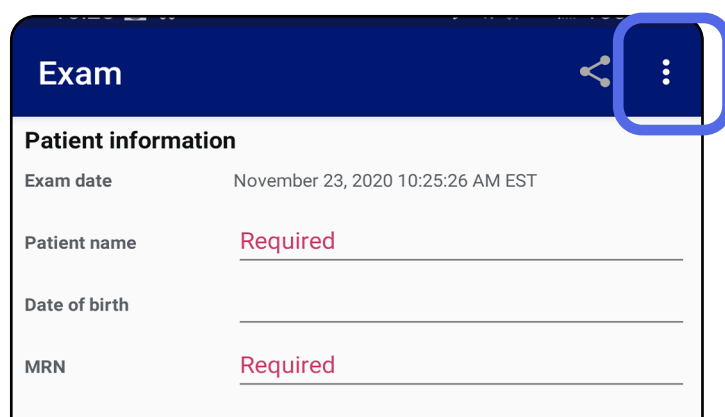 Exam
Patient information
Exam date November 23, 2020 10:25:26 AM EST
Patient name Required
Date of birth
MRN Required